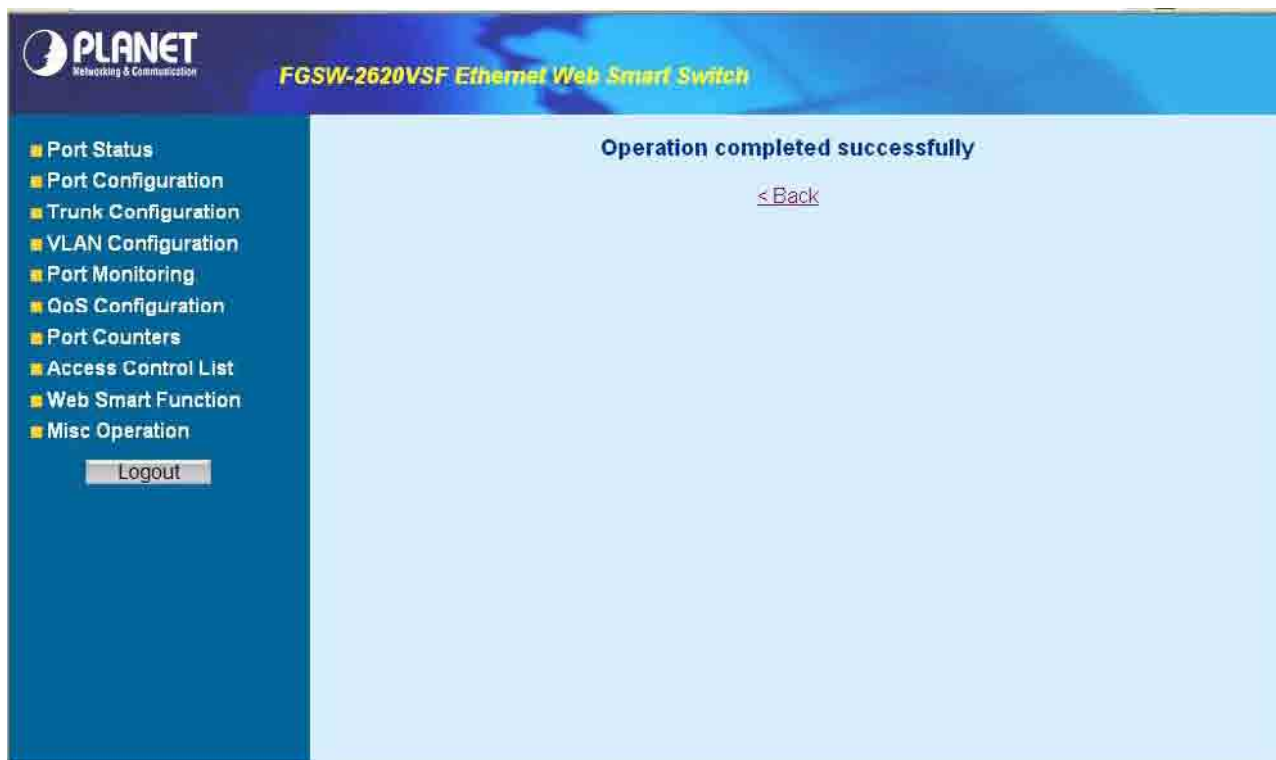 PLANET
Networking & Communication
FGSW-2620VSF Ethernet Web Smart Switch
Port Status
Port Configuration
Trunk Configuration
VLAN Configuration
Port Monitoring
QoS Configuration
Port Counters
Access Control List
Web Smart Function
Misc Operation
Logout
Operation completed successfully
< Back